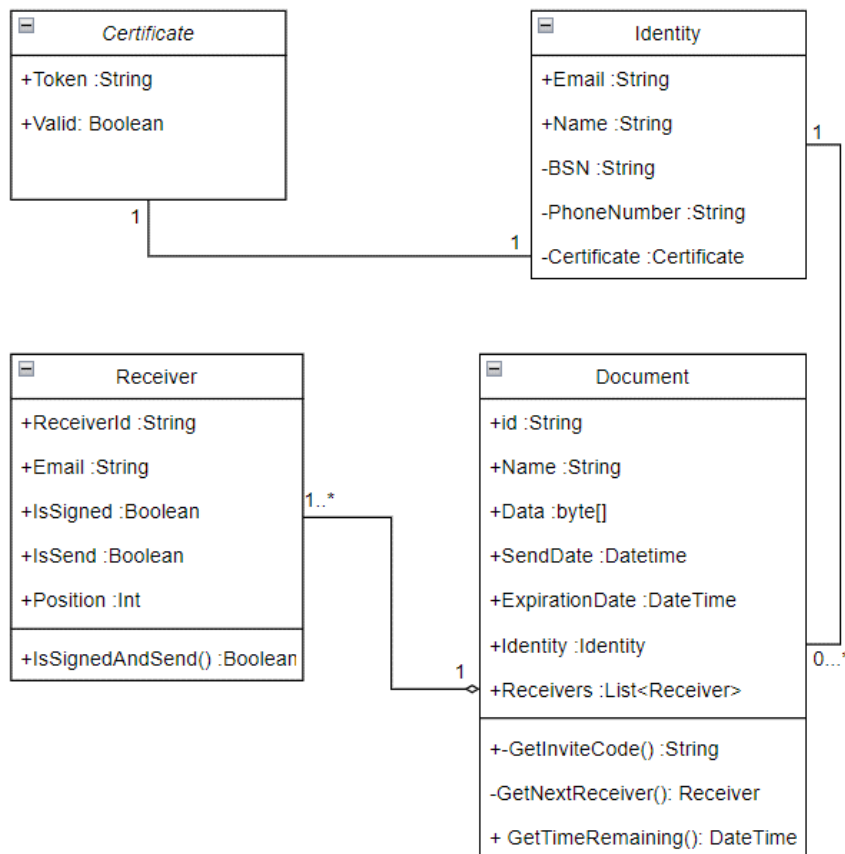 Certificate
+Token :String
+Valid: Boolean
1
Identity
+Email :String
+Name :String
-BSN :String
-PhoneNumber :String
-Certificate :Certificate
1
1
Receiver
+ReceiverId :String
+Email :String
+IsSigned :Boolean
+IsSend :Boolean
+Position :Int
+IsSignedAndSend() :Boolean
1..*
1
Document
+id :String
+Name :String
+Data :byte[]
+SendDate :Datetime
+ExpirationDate :DateTime
+Identity :Identity
+Receivers :List<Receiver>
+-GetInviteCode() :String
-GetNextReceiver(): Receiver
+ GetTimeRemaining(): DateTime
0...*